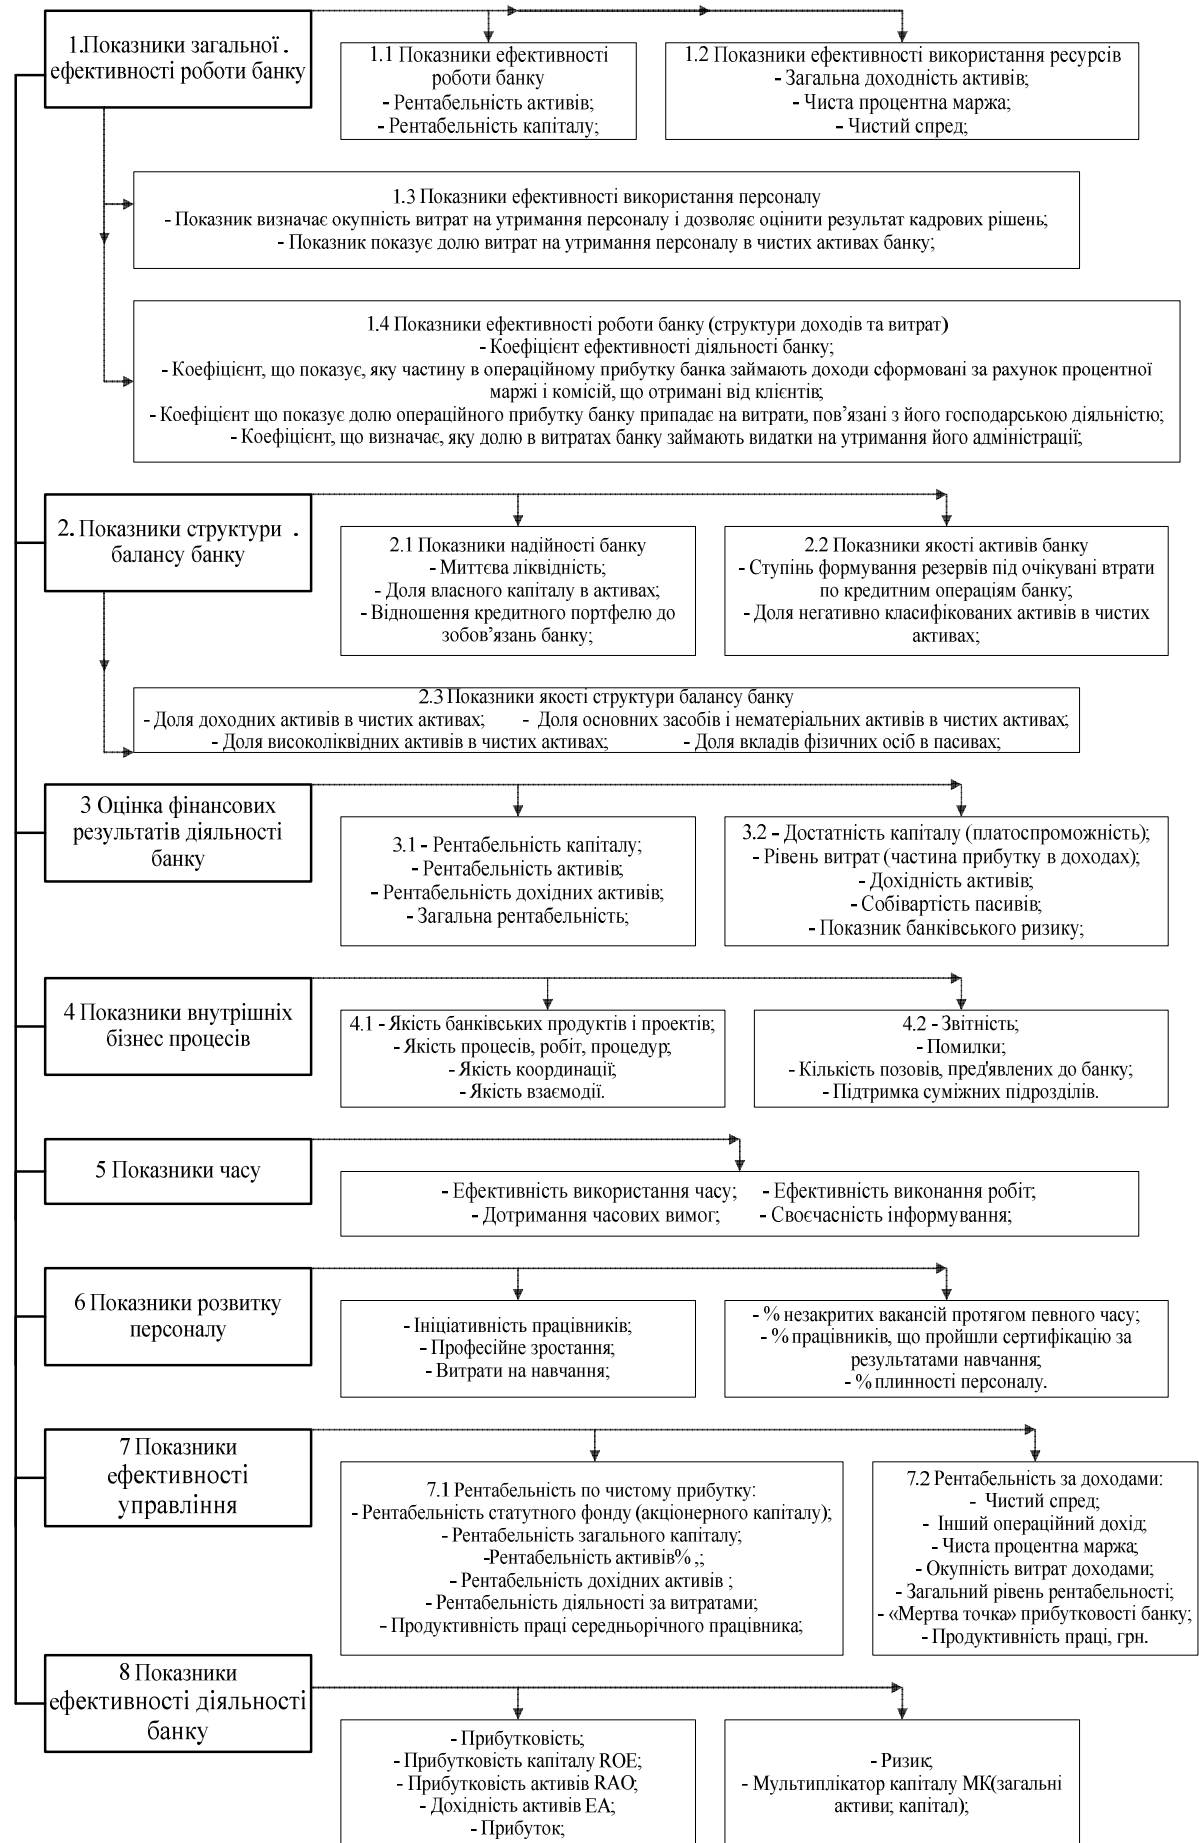 1.Показники загальної .
ефективності роботи банку
1.1 Показники ефективності
роботи банку
- Рентабельність активів;
- Рентабельність капіталу;
1.2 Показники ефективності використання ресурсів
- Загальна доходність активів;
- Чиста процентна маржа;
- Чистий спред;
1.3 Показники ефективності використання персоналу
- Показник визначає окупність витрат на утримання персоналу і дозволяє оцінити результат кадрових рішень;
- Показник показує долю витрат на утримання персоналу в чистих активах банку;
1.4 Показники ефективності роботи банку (структури доходів та витрат)
- Коефіцієнт ефективності діяльності банку;
- Коефіцієнт, що показує, яку частину в операційному прибутку банка займають доходи сформовані за рахунок процентної
маржі і комісій, що отримані від клієнтів;
- Коефіцієнт що показує долю операційного прибутку банку припадає на витрати, пов’язані з його господарською діяльністю;
- Коефіцієнт, що визначає, яку долю в витратах банку займають видатки на утримання його адміністрації;
2. Показники структури .
балансу банку
2.1 Показники надійності банку
- Миттєва ліквідність;
- Доля власного капіталу в активах;
- Відношення кредитного портфелю до
зобов’язань банку;
2.2 Показники якості активів банку
- Ступінь формування резервів під очікувані втрати
по кредитним операціям банку;
- Доля негативно класифікованих активів в чистих
активах;
2.3 Показники якості структури балансу банку
- Доля доходних активів в чистих активах; - Доля основних засобів і нематеріальних активів в чистих активах;
- Доля високоліквідних активів в чистих активах; - Доля вкладів фізичних осіб в пасивах;
3 Оцінка фінансових
результатів діяльності
банку
3.1 - Рентабельність капіталу;
- Рентабельність активів;
- Рентабельність дохідних активів;
- Загальна рентабельність;
3.2 - Достатність капіталу (платоспроможність);
- Рівень витрат (частина прибутку в доходах);
- Дохідність активів;
- Собівартість пасивів;
- Показник банківського ризику;
4 Показники внутрішніх
бізнес процесів
4.1 - Якість банківських продуктів і проектів;
- Якість процесів, робіт, процедур;
- Якість координації;
- Якість взаємодії.
4.2 - Звітність;
- Помилки;
- Кількість позовів, пред'явлених до банку;
- Підтримка суміжних підрозділів.
5 Показники часу
- Ефективність використання часу; - Ефективність виконання робіт;
- Дотримання часових вимог; - Своєчасність інформування;
6 Показники розвитку
персоналу
- Ініціативність працівників;
- Професійне зростання;
- Витрати на навчання;
- % незакритих вакансій протягом певного часу;
- % працівників, що пройшли сертифікацію за
результатами навчання;
- % плинності персоналу.
7 Показники
ефективності
управління
7.1 Рентабельність по чистому прибутку:
- Рентабельність статутного фонду (акціонерного капіталу);
- Рентабельність загального капіталу;
-Рентабельність активів% ,;
- Рентабельність дохідних активів ;
- Рентабельність діяльності за витратами;
- Продуктивність праці середньорічного працівника;
7.2 Рентабельність за доходами:
- Чистий спред;
- Інший операційний дохід;
- Чиста процентна маржа;
- Окупність витрат доходами;
- Загальний рівень рентабельності;
- «Мертва точка» прибутковості банку;
- Продуктивність праці, грн.
8 Показники
ефективності діяльності
банку
- Прибутковість;
- Прибутковість капіталу ROE;
- Прибутковість активів RAO;
- Дохідність активів EA;
- Прибуток;
- Ризик;
- Мультиплікатор капіталу МК(загальні
активи; капітал);